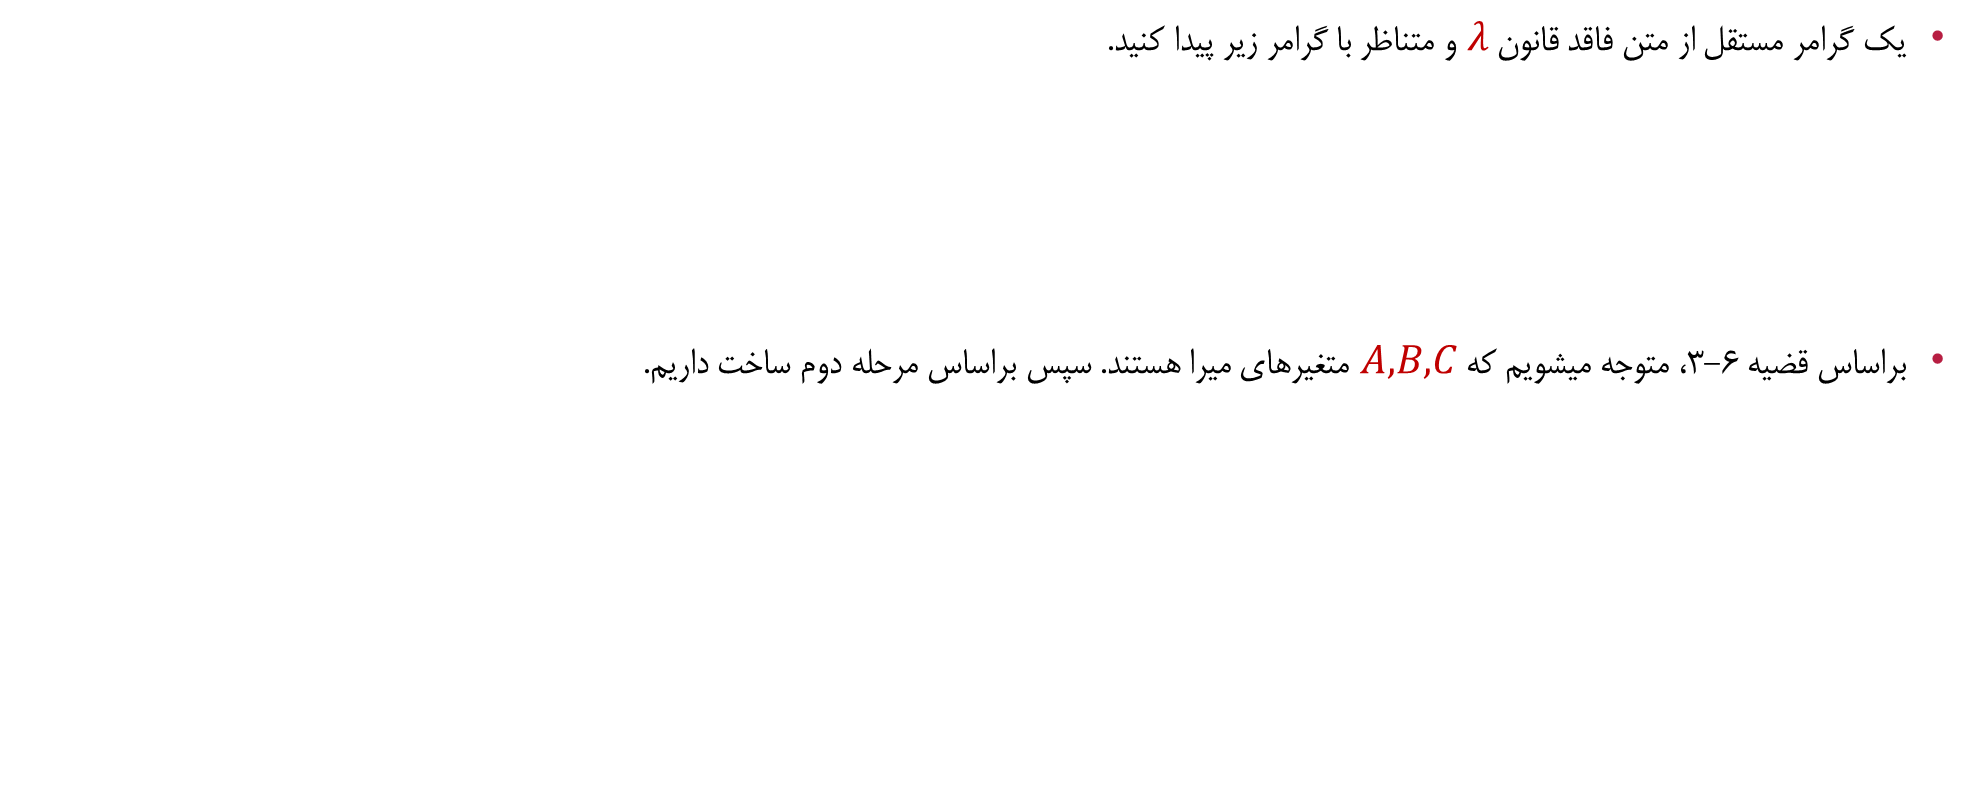 • یک گرامر مستقل از متن فاقد قانون λ و متناظر با گرامر زیر پیدا کنید.
• براساس قضیه ۶–۳، متوجه میشویم که A,B,C متغیرهای میرا هستند. سپس براساس مرحله دوم ساخت داریم.